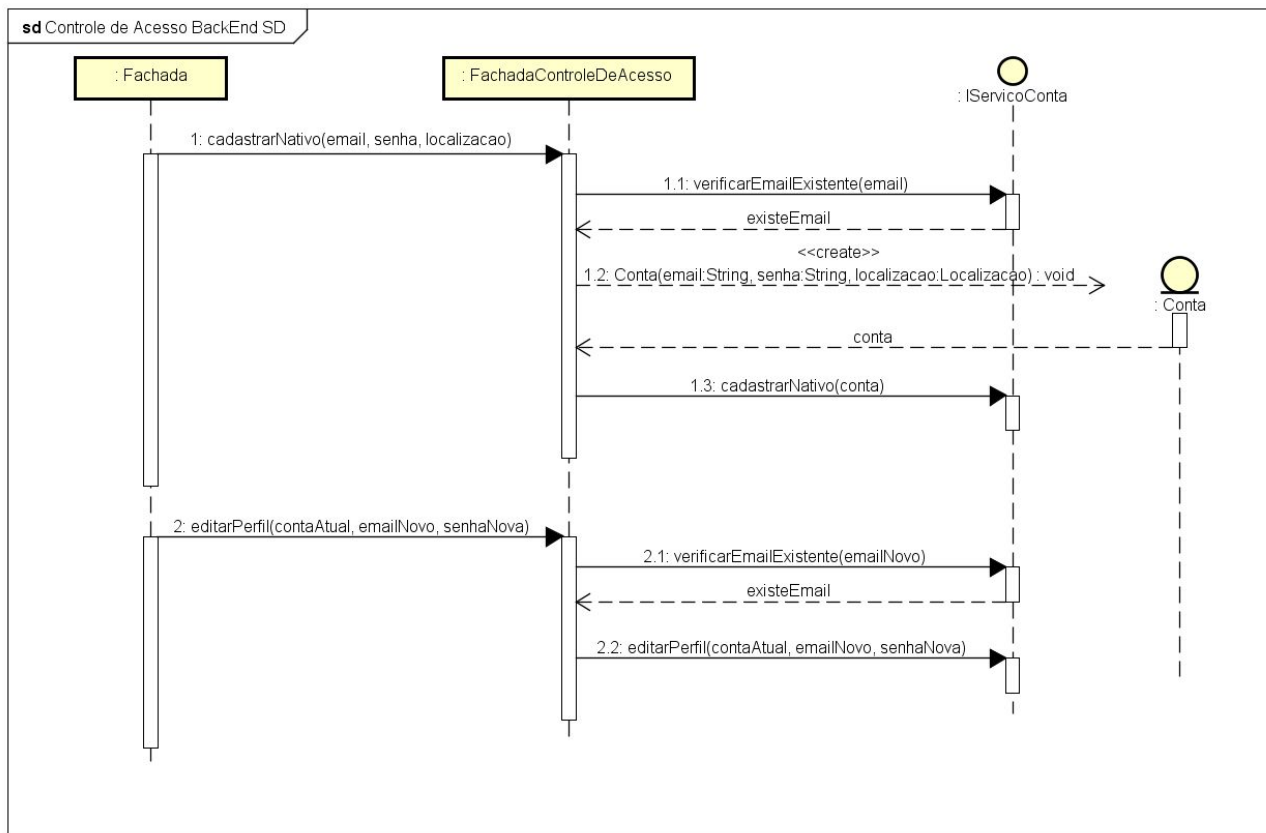 sd Controle de Acesso BackEnd SD
: Fachada
: FachadaControleDeAcesso
: IServicoConta
1: cadastrarNativo(email, senha, localizacao)
1.1: verificarEmailExistente(email)
existeEmail
<<create>>
1.2: Conta(email:String, senha:String, localizacao:Localizacao) : void
: Conta
conta
1.3: cadastrarNativo(conta)
2: editarPerfil(contaAtual, emailNovo, senhaNova)
2.1: verificarEmailExistente(emailNovo)
existeEmail
2.2: editarPerfil(contaAtual, emailNovo, senhaNova)